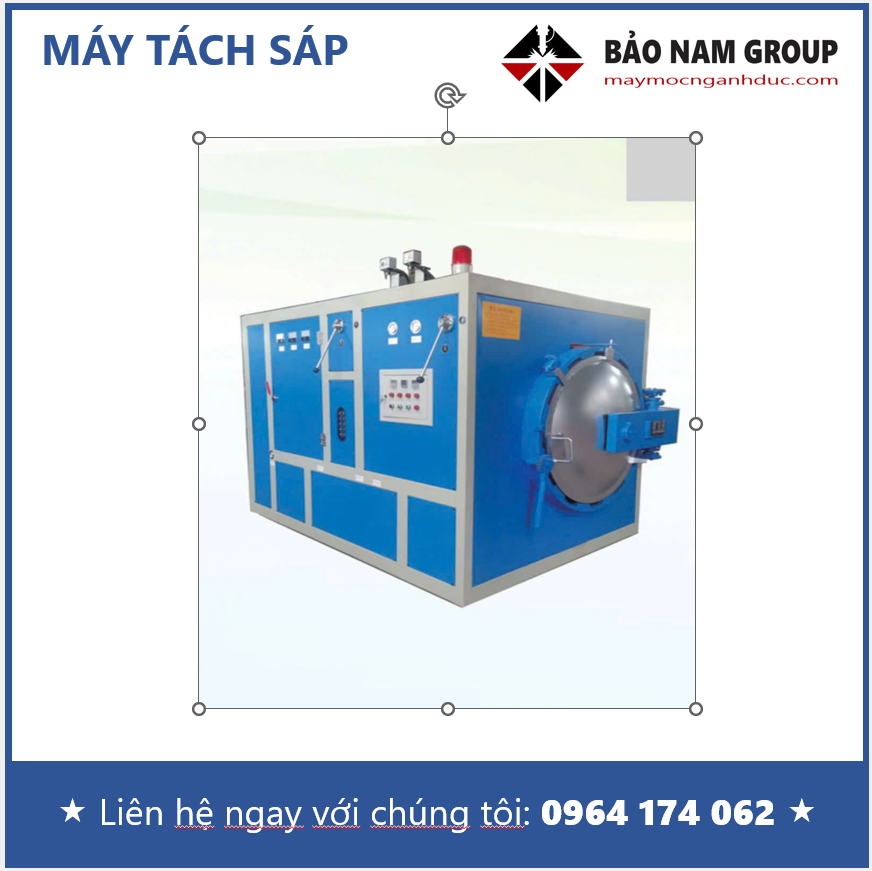 MÁY TÁCH SÁP
BẢO NAM GROUP
maymocnganhduc.com
★ Liên hệ ngay với chúng tôi: 0964 174 062 ★